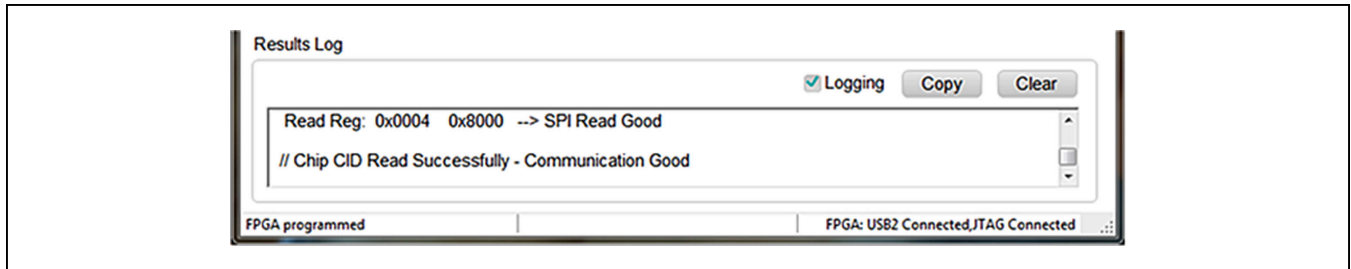 Results Log
Logging Copy Clear
Read Reg: 0x0004 0x8000 --> SPI Read Good
// Chip CID Read Successfully - Communication Good
FPGA programmed FPGA: USB2 Connected,JTAG Connected